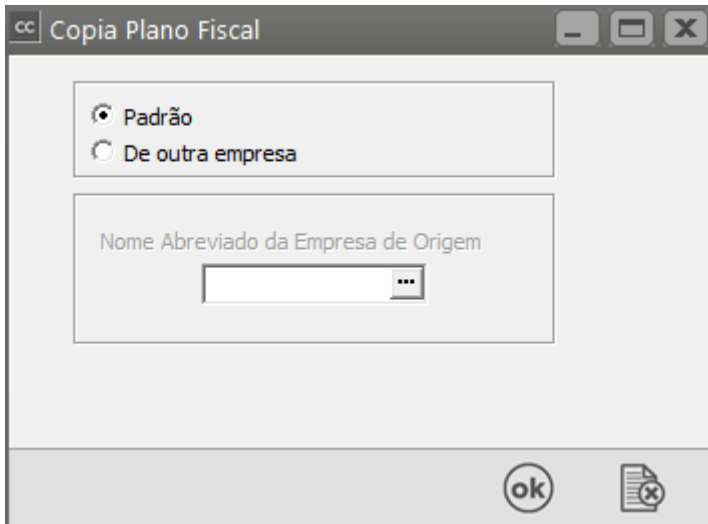 cc Copia Plano Fiscal
Padrão
De outra empresa
Nome Abreviado da Empresa de Origem
...
ok